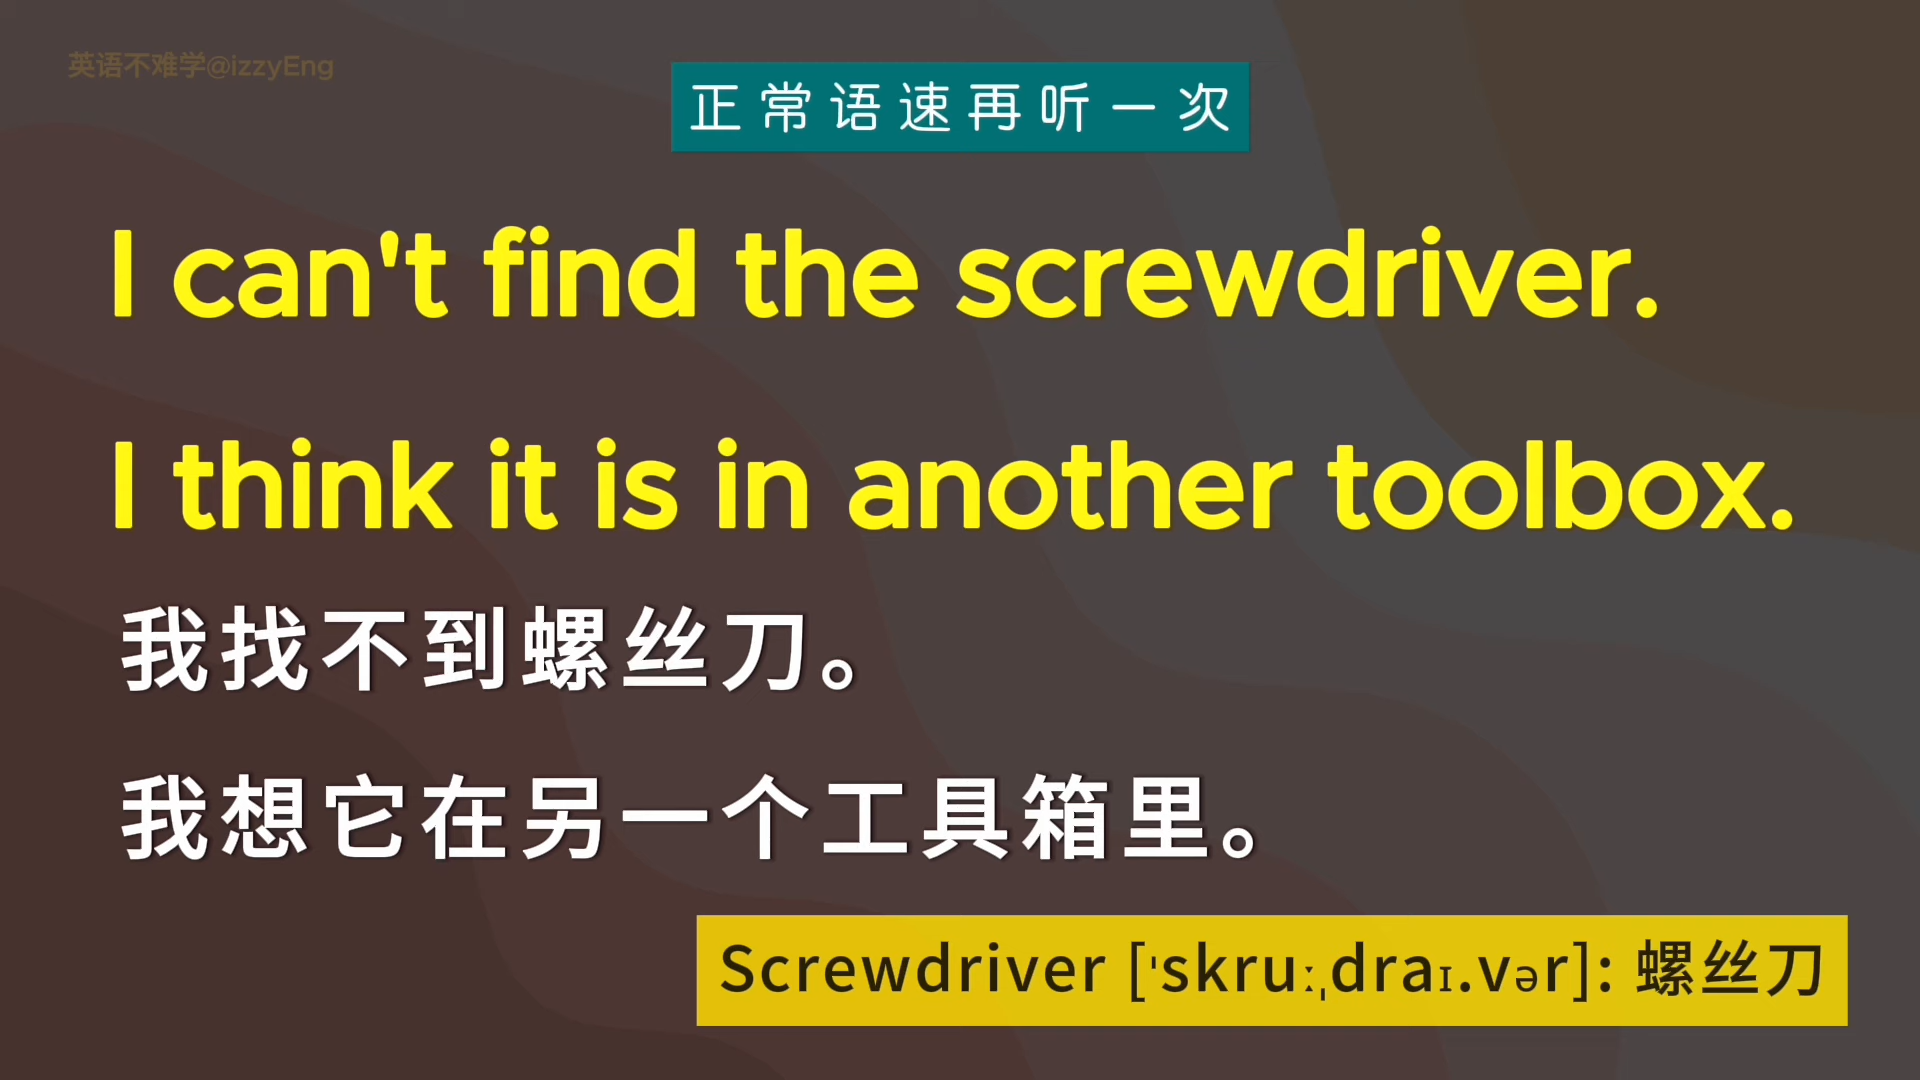 英语不难学@izzyEng
正常语速再听一次
I can't find the screwdriver.
I think it is in another toolbox.
我找不到螺丝刀。
我想它在另一个工具箱里。
Screwdriver [ˈskruːˌdraɪ.vər]: 螺丝刀